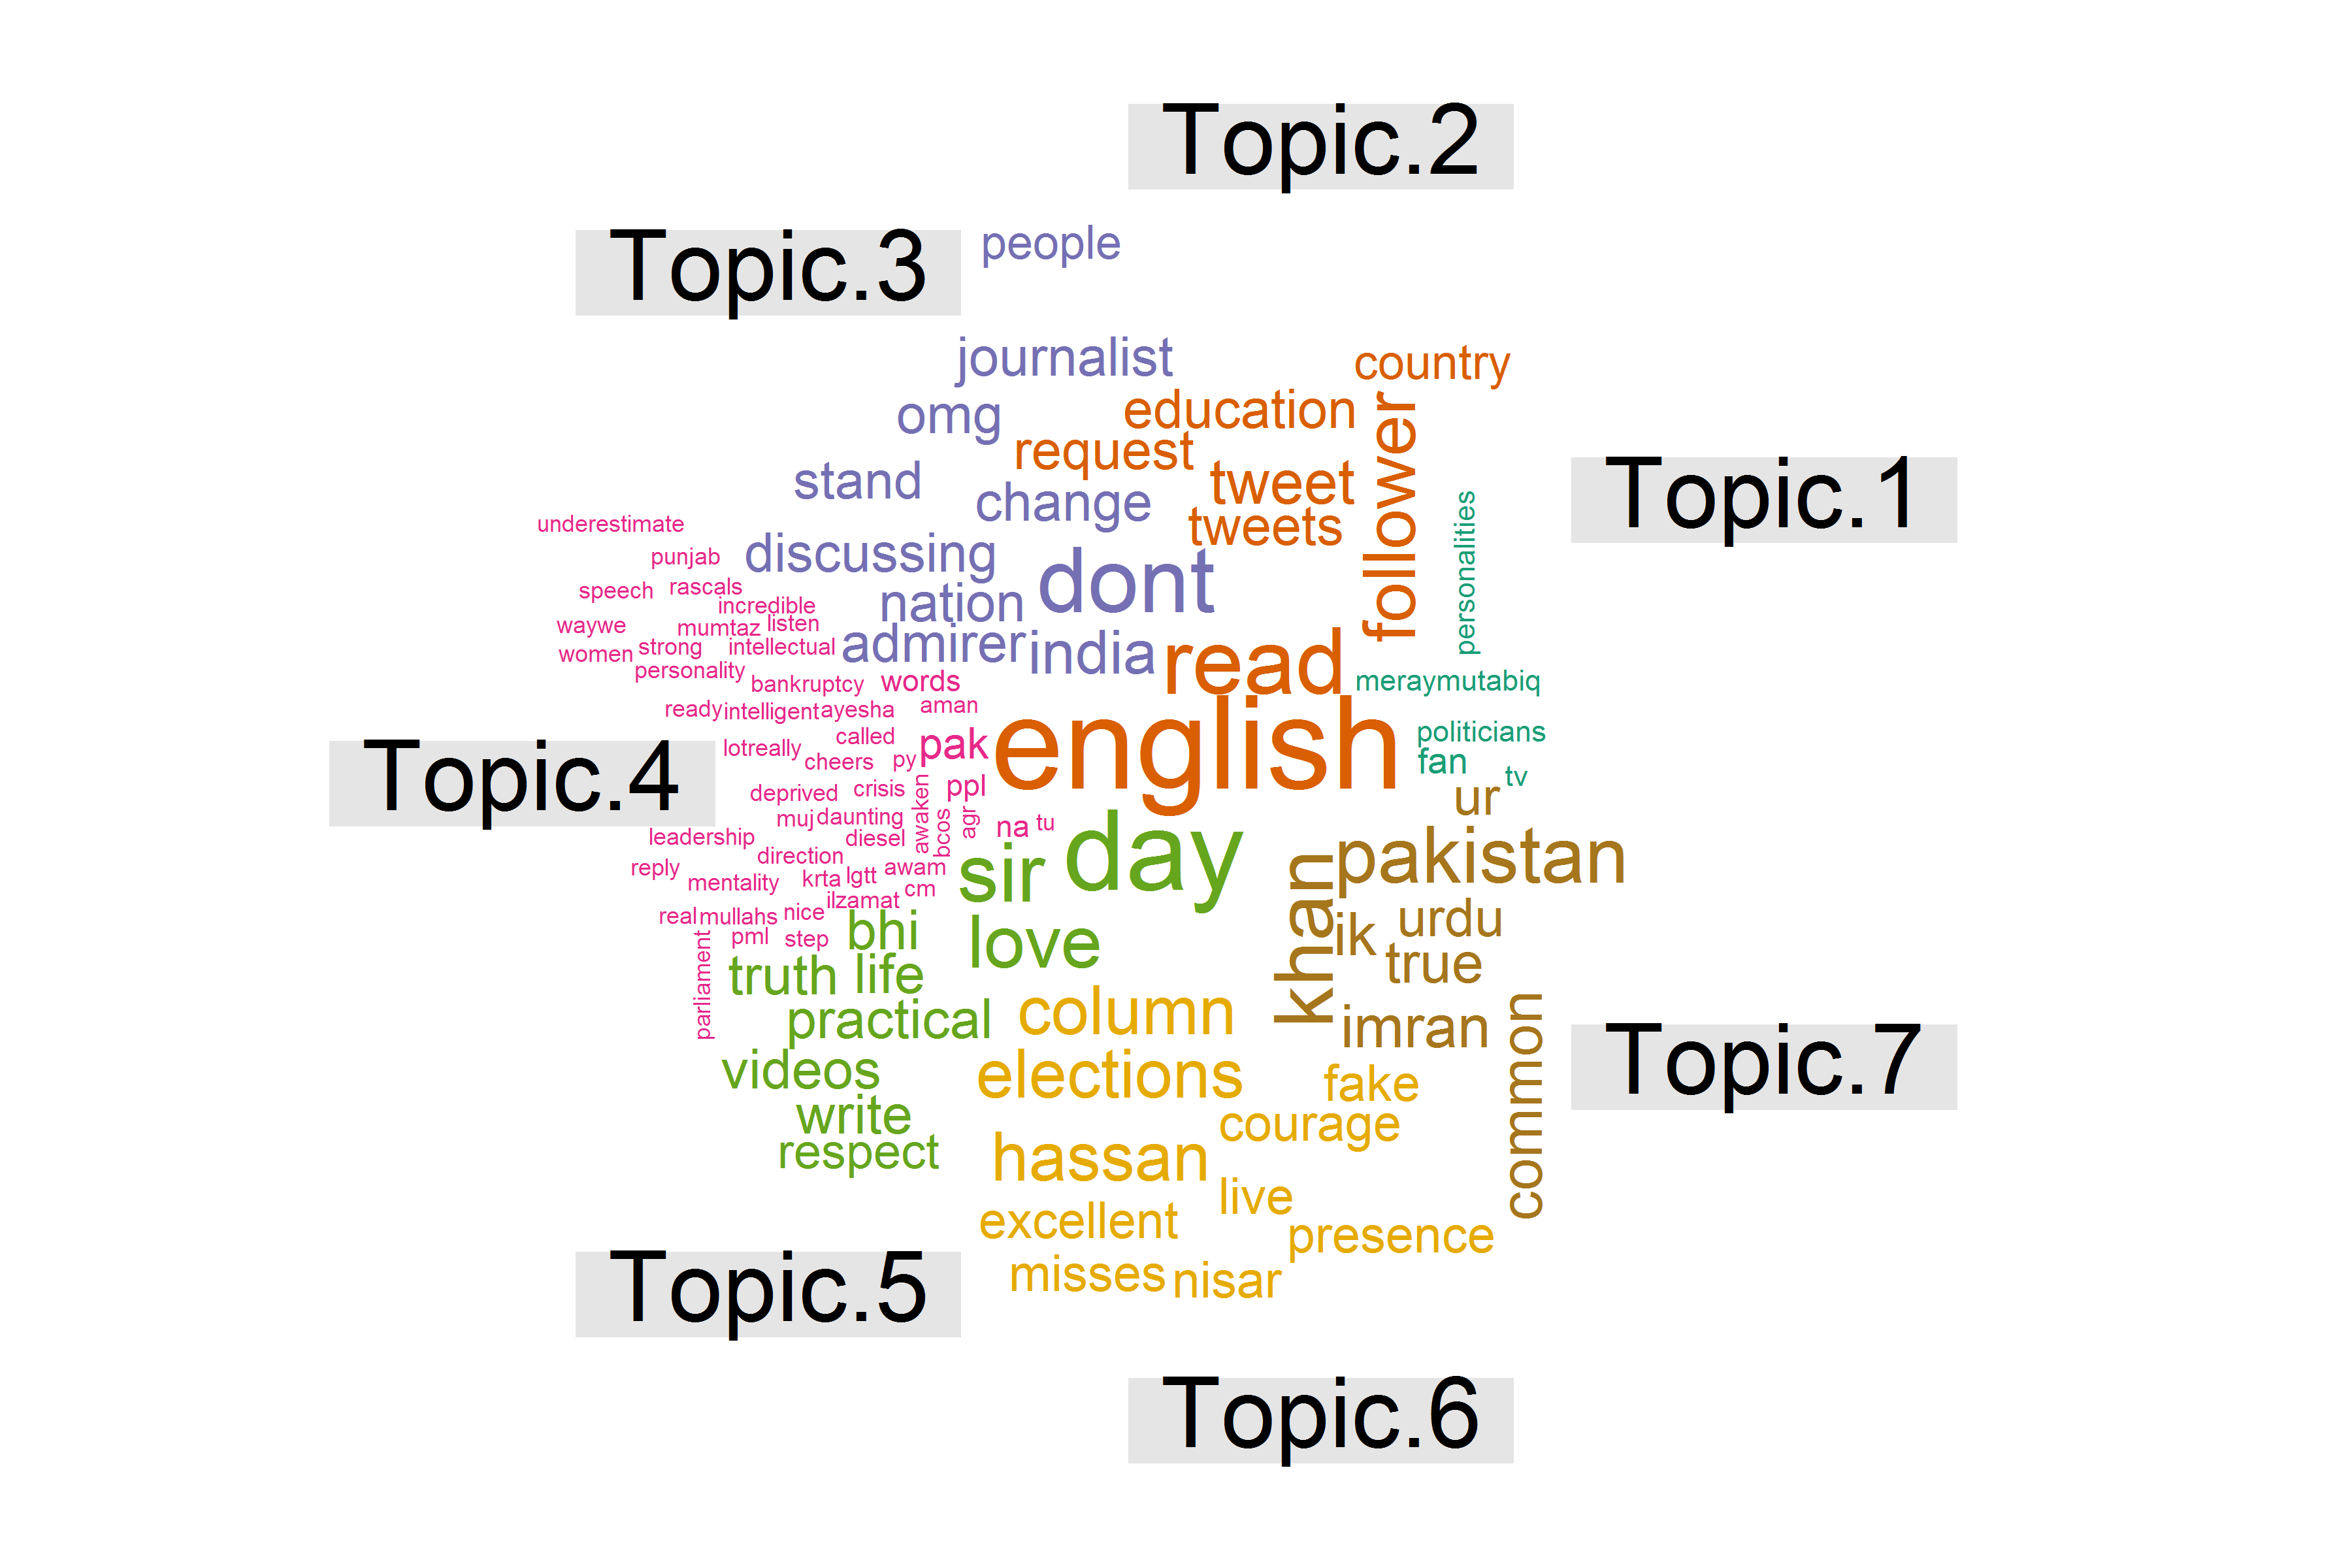 Topic.2
Topic.3
people
journalist
country
omg
education
request
follower
stand
change
tweet
tweets
Topic.1
personalities
underestimate
punjab
discussing
dont
speech
rascals
incredible
nation
waywe
mumtaz
listen
admirer
india
read
women
strong
intellectual
personality
bankruptcy
words
meraymutabiq
ready
intelligent
ayesha
aman
english
politicians
Topic.4
lotreally
called
pak
fan
cheers
py
tv
deprived
crisis
awaken
ppl
ur
muj
daunting
bcos
agr
na
tu
leadership
diesel
day
direction
sir
khan
pakistan
reply
mentality
krta
lgtt
awam
cm
ilzamat
real
mullahs
nice
bhi
love
ik
urdu
pml
step
true
parliament
truth
life
practical
column
imran
common
Topic.7
videos
elections
fake
write
courage
respect
hassan
live
excellent
presence
misses
nisar
Topic.5
Topic.6